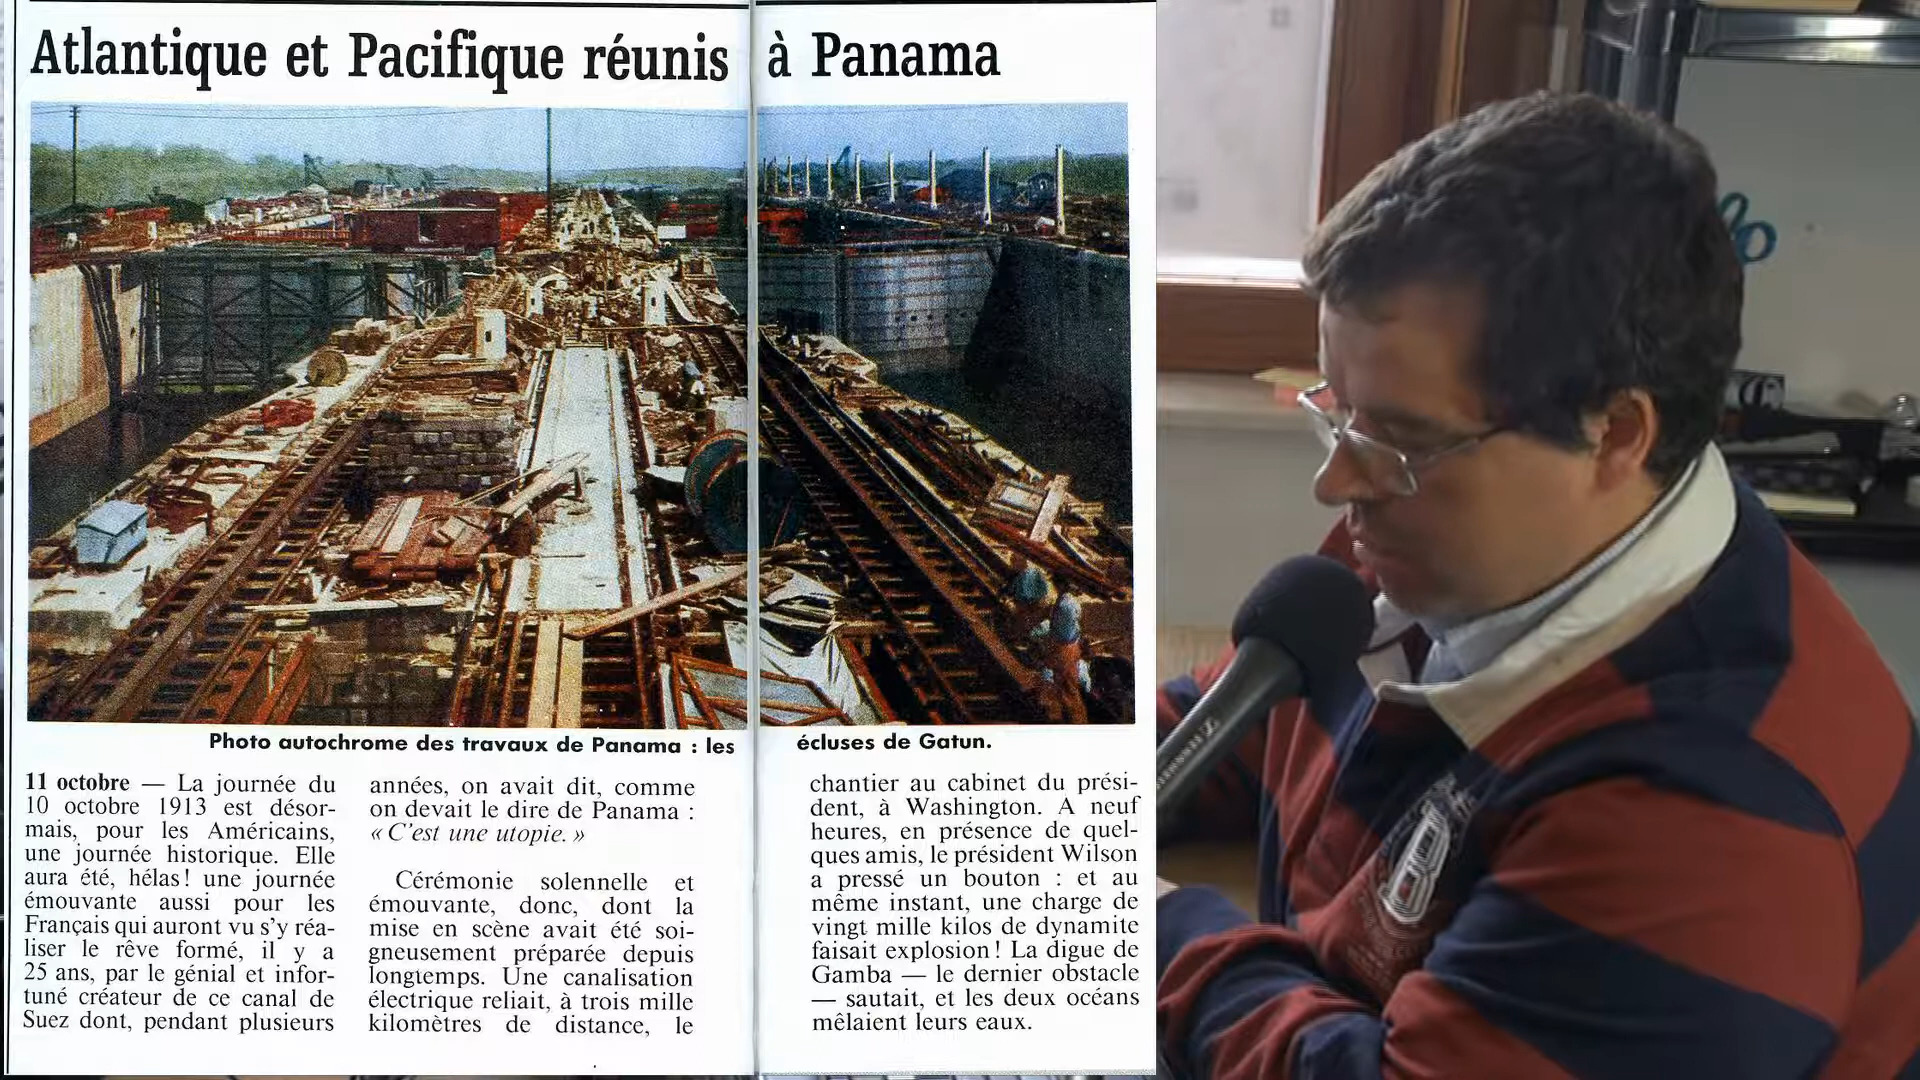 Atlantique et Pacifique réunis à Panama
Photo autochrome des travaux de Panama : les écluses de Gatun.
11 octobre — La journée du
10 octobre 1913 est désor-
mais, pour les Américains,
une journée historique. Elle
aura été, hélas! une journée
émouvante aussi pour les
Français qui auront vu s'y réa-
liser le rêve formé, il y a
25 ans, par le génial et infor-
tuné créateur de ce canal de
Suez dont, pendant plusieurs
années, on avait dit, comme
on devait le dire de Panama :
« C'est une utopie. »
Cérémonie solennelle et
émouvante, donc, dont la
mise en scène avait été soi-
gneusement préparée depuis
longtemps. Une canalisation
électrique reliait, à trois mille
kilomètres de distance, le
chantier au cabinet du prési-
dent, à Washington. A neuf
heures, en présence de quel-
ques amis, le président Wilson
a pressé un bouton : et au
même instant, une charge de
vingt mille kilos de dynamite
faisait explosion! La digue de
Gamba — le dernier obstacle
— sautait, et les deux océans
mêlaient leurs eaux.